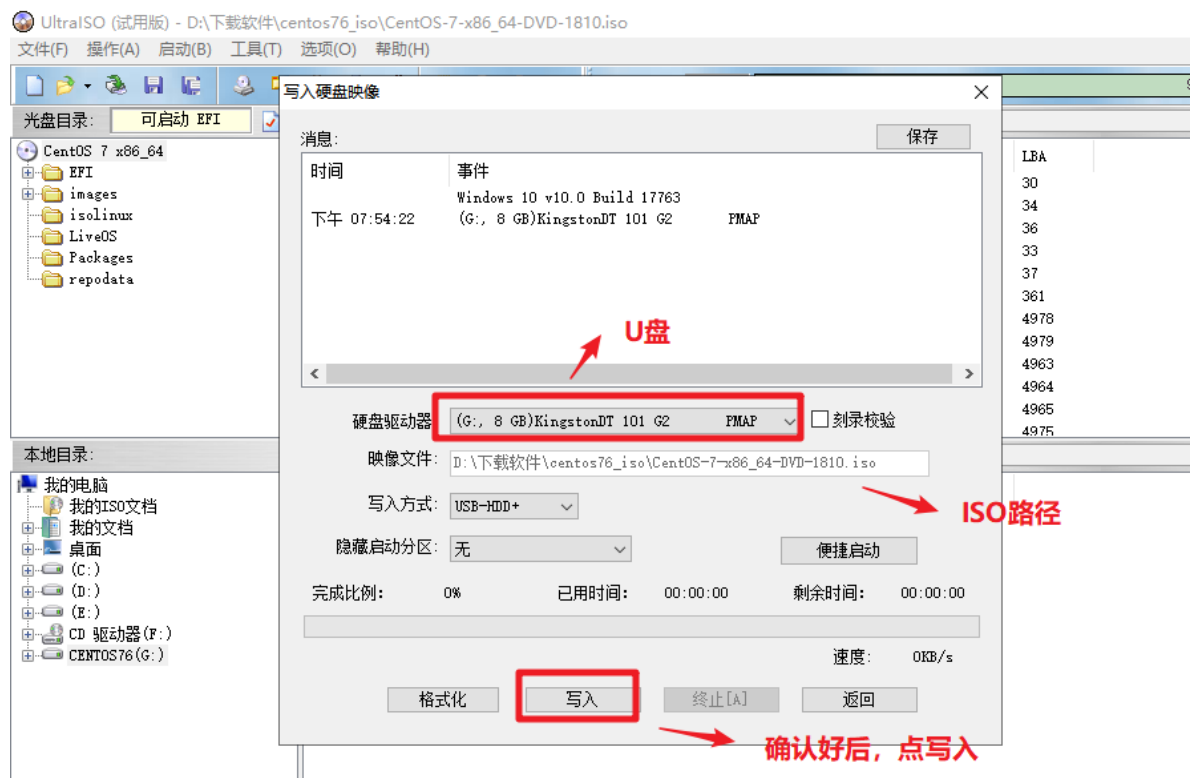 UltraISO (试用版) - D:\下载软件\centos76_iso\CentOS-7-x86_64-DVD-1810.iso
文件(F) 操作(A) 启动(B) 工具(T) 选项(O) 帮助(H)
写入硬盘映像
光盘目录: 可启动 EFI
CentOS 7 x86_64
EFI
images
isolinux
LiveOS
Packages
repodata
消息: 保存
时间 事件
Windows 10 v10.0 Build 17763
下午 07:54:22 (G:, 8 GB)KingstonDT 101 G2 PMAP
U盘
硬盘驱动器 (G:, 8 GB)KingstonDT 101 G2 PMAP 刻录校验
映像文件: D:\下载软件\centos76_iso\CentOS-7-x86_64-DVD-1810.iso
写入方式: USB-HDD+
ISO路径
隐藏启动分区: 无 便捷启动
完成比例: 0% 已用时间: 00:00:00 剩余时间: 00:00:00
速度: 0KB/s
格式化 写入 终止[A] 返回
确认好后，点写入
LBA
30
34
36
33
37
361
4978
4979
4963
4964
4965
4975
本地目录:
我的电脑
我的ISO文档
我的文档
桌面
(C:)
(D:)
(E:)
CD 驱动器(F:)
CENTOS76(G:)